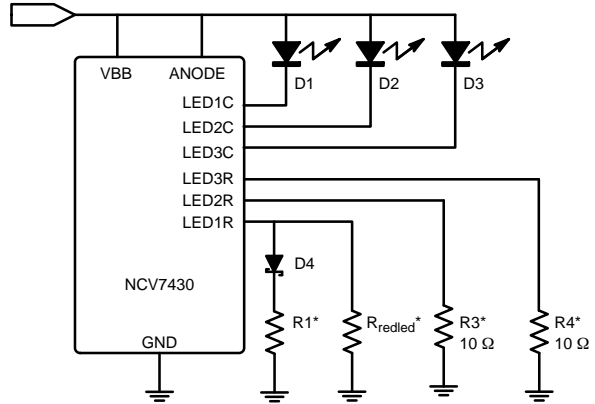 VBB
ANODE
D1
D2
D3
LED1C
LED2C
LED3C
LED3R
LED2R
LED1R
D4
NCV7430
R1*
Rredled*
R3*
10 Ω
R4*
10 Ω
GND